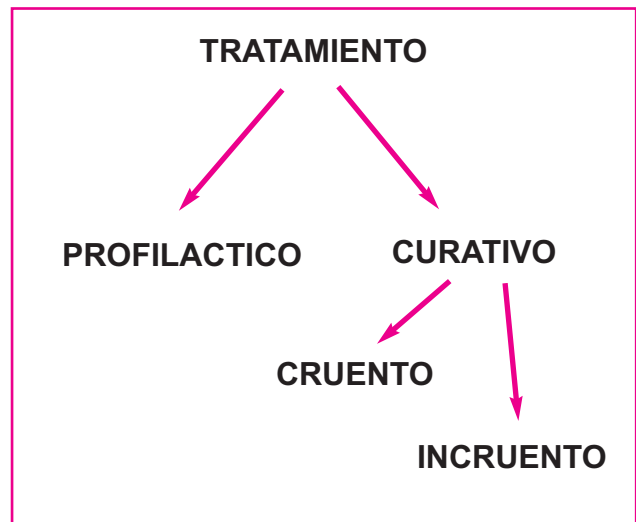 TRATAMIENTO
PROFILACTICO
CURATIVO
CRUENTO
INCRUENTO